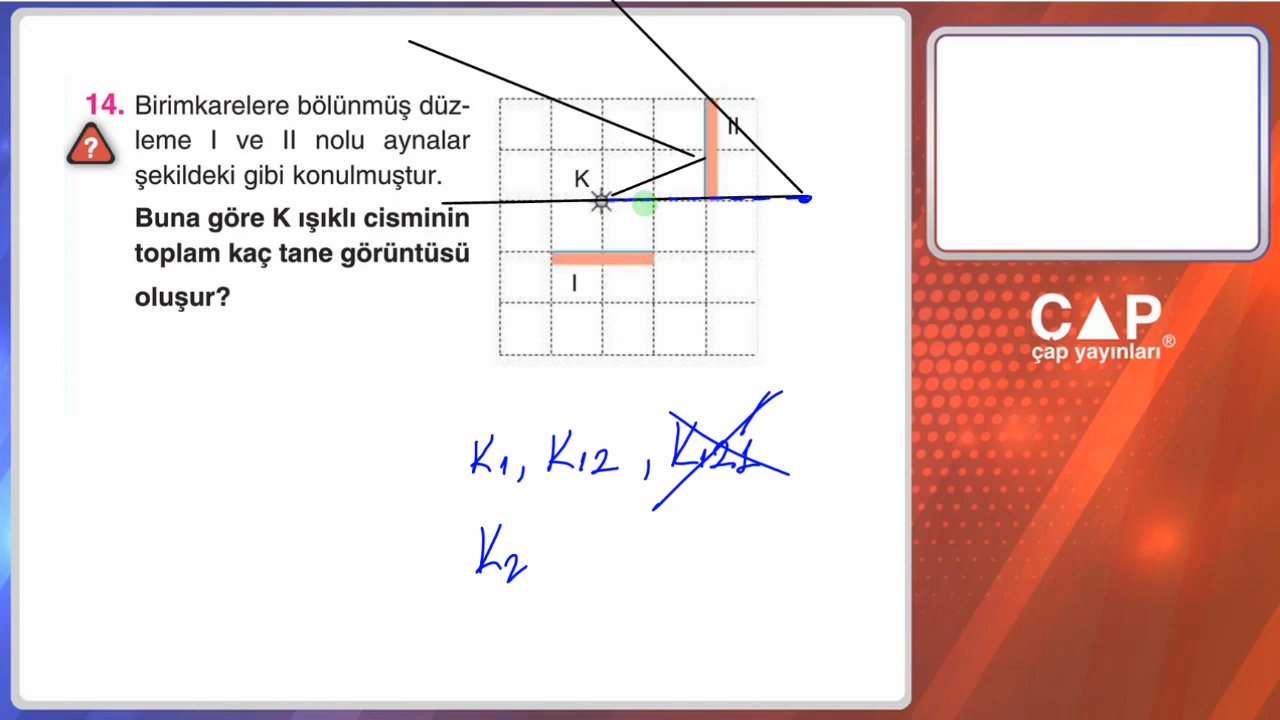 14. Birimkarelere bölünmüş düz-
leme I ve II nolu aynalar
şekildeki gibi konulmuştur.
Buna göre K ışıklı cisminin
toplam kaç tane görüntüsü
oluşur?
?
II
K
I
K1, K12, K121
K2
ÇAP
çap yayınları®